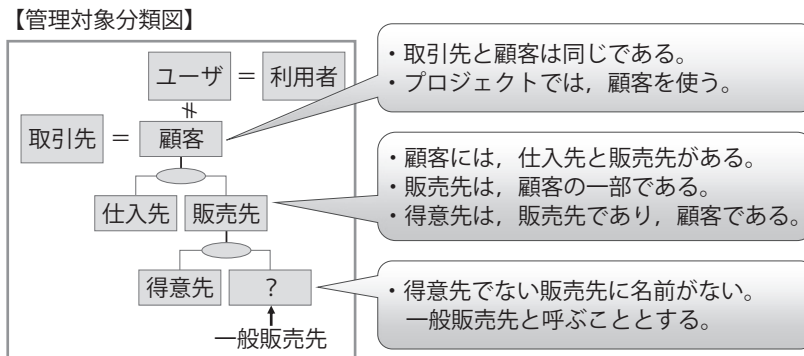 【管理対象分類図】
ユーザ = 利用者
≠
取引先 = 顧客
仕入先 販売先
得意先 ?
一般販売先
・取引先と顧客は同じである。
・プロジェクトでは，顧客を使う。
・顧客には，仕入先と販売先がある。
・販売先は，顧客の一部である。
・得意先は，販売先であり，顧客である。
・得意先でない販売先に名前がない。
一般販売先と呼ぶこととする。